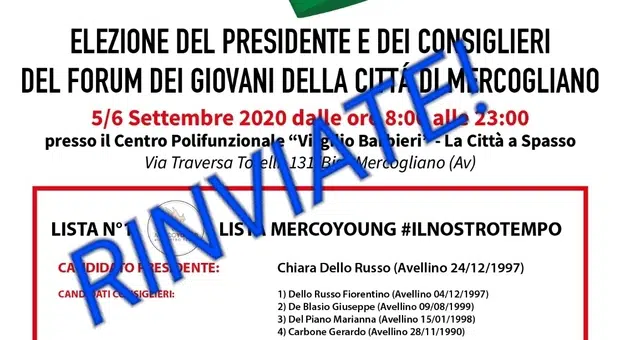 ELEZIONE DEL PRESIDENTE E DEI CONSIGLIERI
DEL FORUM DEI GIOVANI DELLA CITTÁ DI MERCOGLIANO
5/6 Settembre 2020 dalle ore 8:00 alle 23:00
presso il Centro Polifunzionale “Virgilio Barbieri” - La Città a Spasso
Via Traversa Torelli 131 Bis, Mercogliano (Av)
RINVIATE!
LISTA N°1 MERCOYOUNG LISTA MERCOYOUNG #ILNOSTROTEMPO
CANDIDATO PRESIDENTE: Chiara Dello Russo (Avellino 24/12/1997)
CANDIDATI CONSIGLIERI: 1) Dello Russo Fiorentino (Avellino 04/12/1997)
2) De Blasio Giuseppe (Avellino 09/08/1999)
3) Del Piano Marianna (Avellino 15/01/1998)
4) Carbone Gerardo (Avellino 28/11/1990)